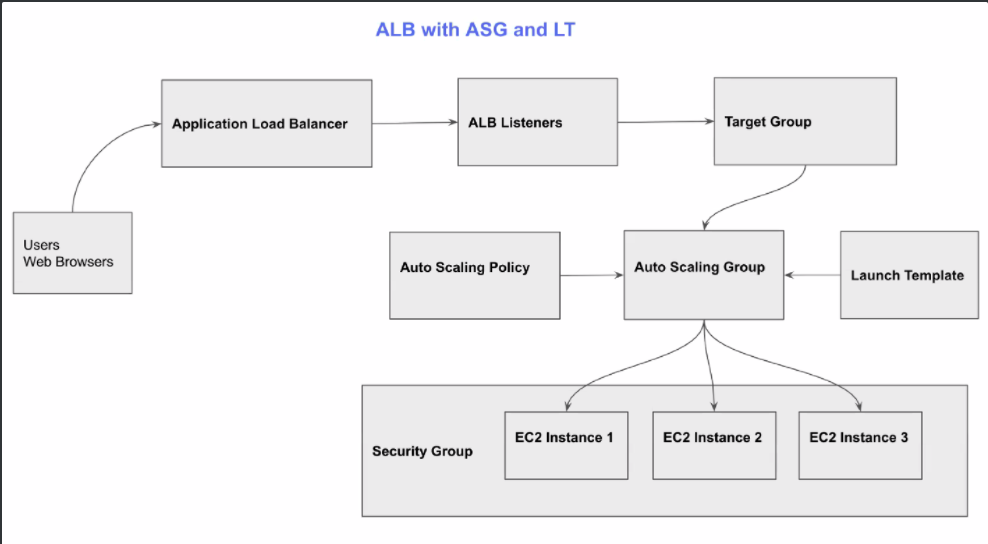 ALB with ASG and LT
Application Load Balancer
ALB Listeners
Target Group
Users
Web Browsers
Auto Scaling Policy
Auto Scaling Group
Launch Template
Security Group
EC2 Instance 1
EC2 Instance 2
EC2 Instance 3